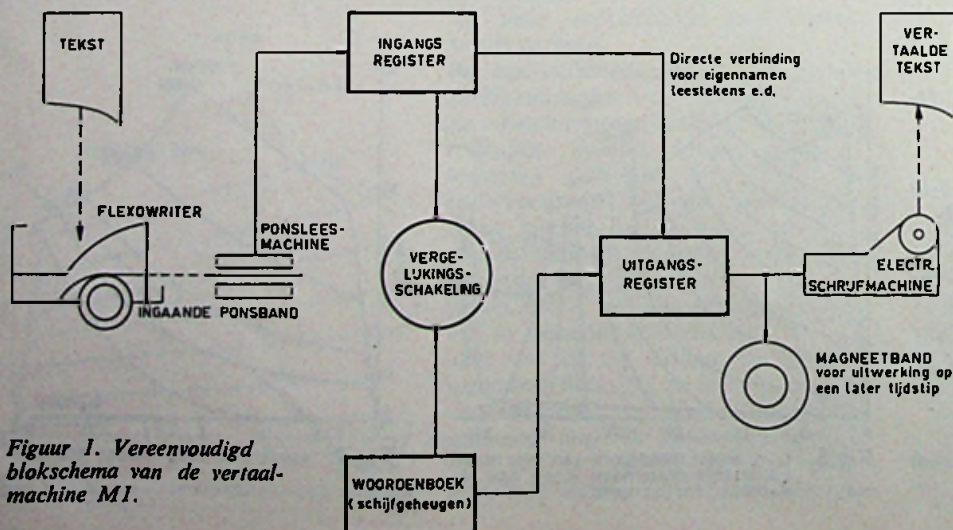 TEKST
FLEXOWRITER
INGAANDE
PONSLEES-
MACHINE
PONSBAND
INGANGS
REGISTER
VERGE-
LIJKINGS-
SCHAKELING
WOORDENBOEK
(schijfgeheugen)
Directe verbinding
voor eigennamen
leestekens e.d.
UITGANGS-
REGISTER
VER-
TAALDE
TEKST
ELECTR.
SCHRIJFMACHINE
MAGNEETBAND
voor uitwerking op
een later tijdstip
Figuur 1. Vereenvoudigd
blokschema van de vertaal-
machine M1.